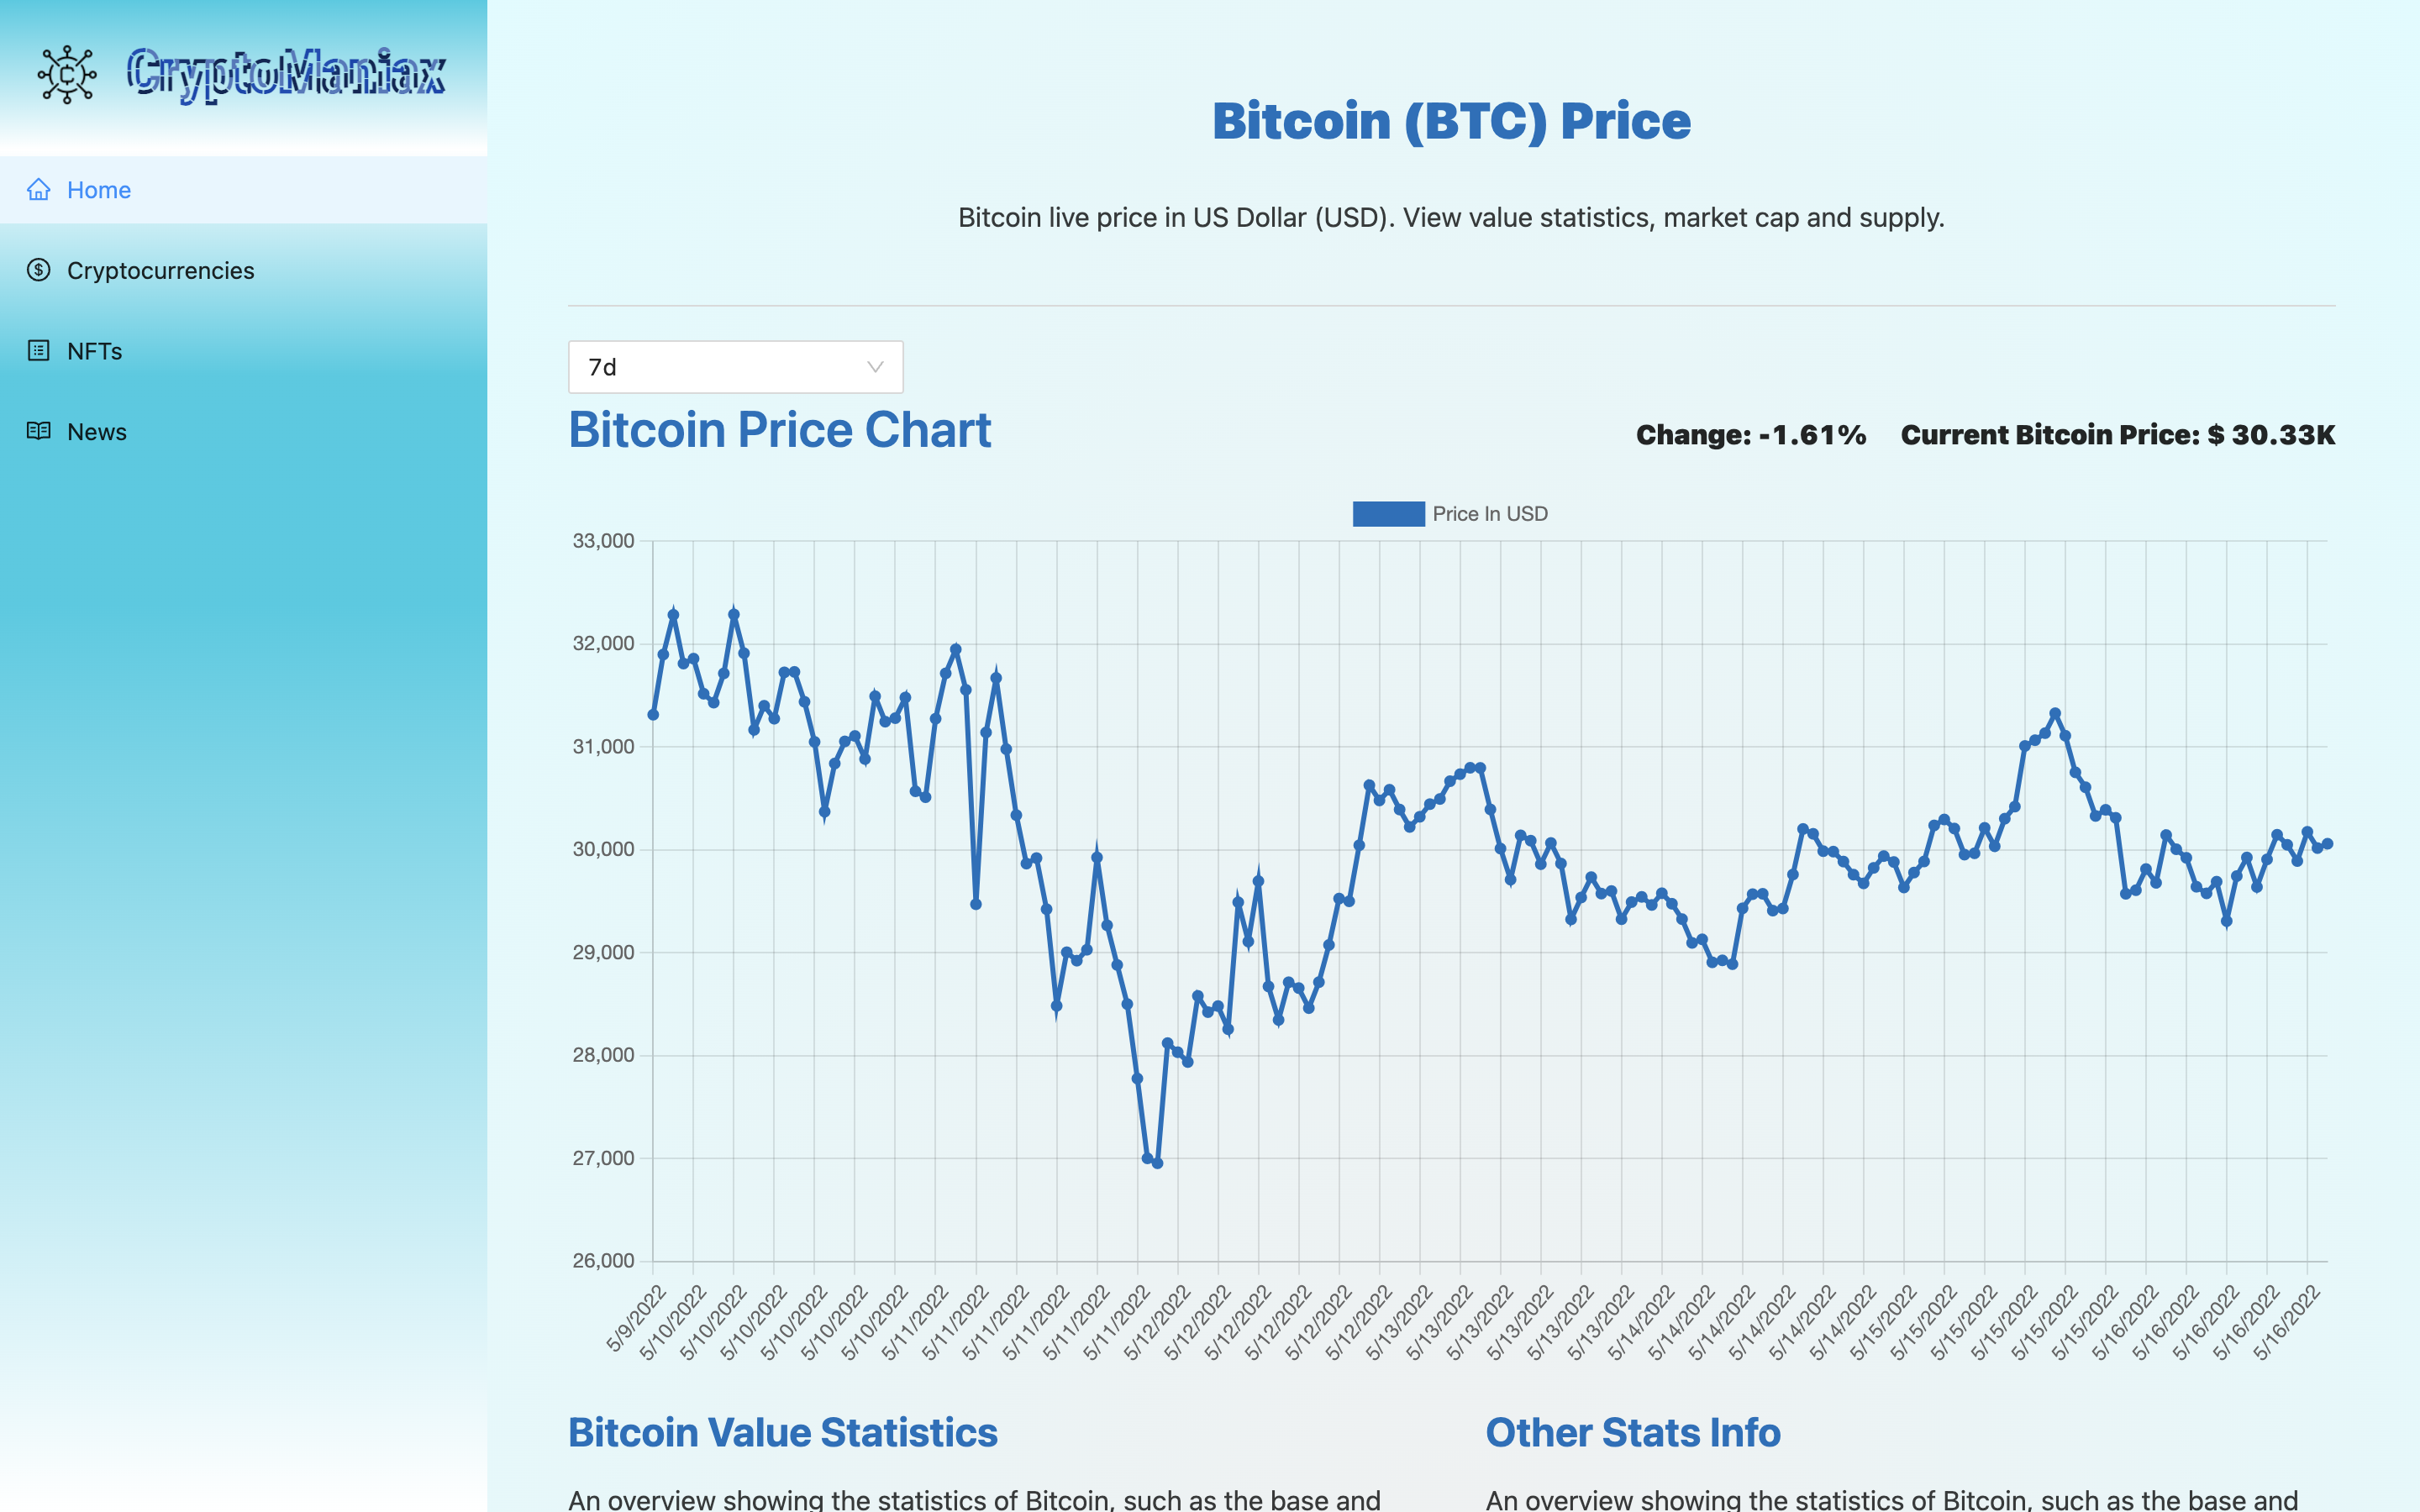 CryptoManiax
Home
Cryptocurrencies
NFTs
News
Bitcoin (BTC) Price
Bitcoin live price in US Dollar (USD). View value statistics, market cap and supply.
7d
Bitcoin Price Chart
Change: -1.61% Current Bitcoin Price: $ 30.33K
Price In USD
33,000
32,000
31,000
30,000
29,000
28,000
27,000
26,000
5/9/2022 5/10/2022 5/10/2022 5/10/2022 5/10/2022 5/10/2022 5/10/2022 5/11/2022 5/11/2022 5/11/2022 5/11/2022 5/11/2022 5/11/2022 5/12/2022 5/12/2022 5/12/2022 5/12/2022 5/12/2022 5/12/2022 5/13/2022 5/13/2022 5/13/2022 5/13/2022 5/13/2022 5/13/2022 5/14/2022 5/14/2022 5/14/2022 5/14/2022 5/14/2022 5/14/2022 5/15/2022 5/15/2022 5/15/2022 5/15/2022 5/15/2022 5/15/2022 5/16/2022 5/16/2022 5/16/2022 5/16/2022 5/16/2022
Bitcoin Value Statistics
An overview showing the statistics of Bitcoin, such as the base and
Other Stats Info
An overview showing the statistics of Bitcoin, such as the base and